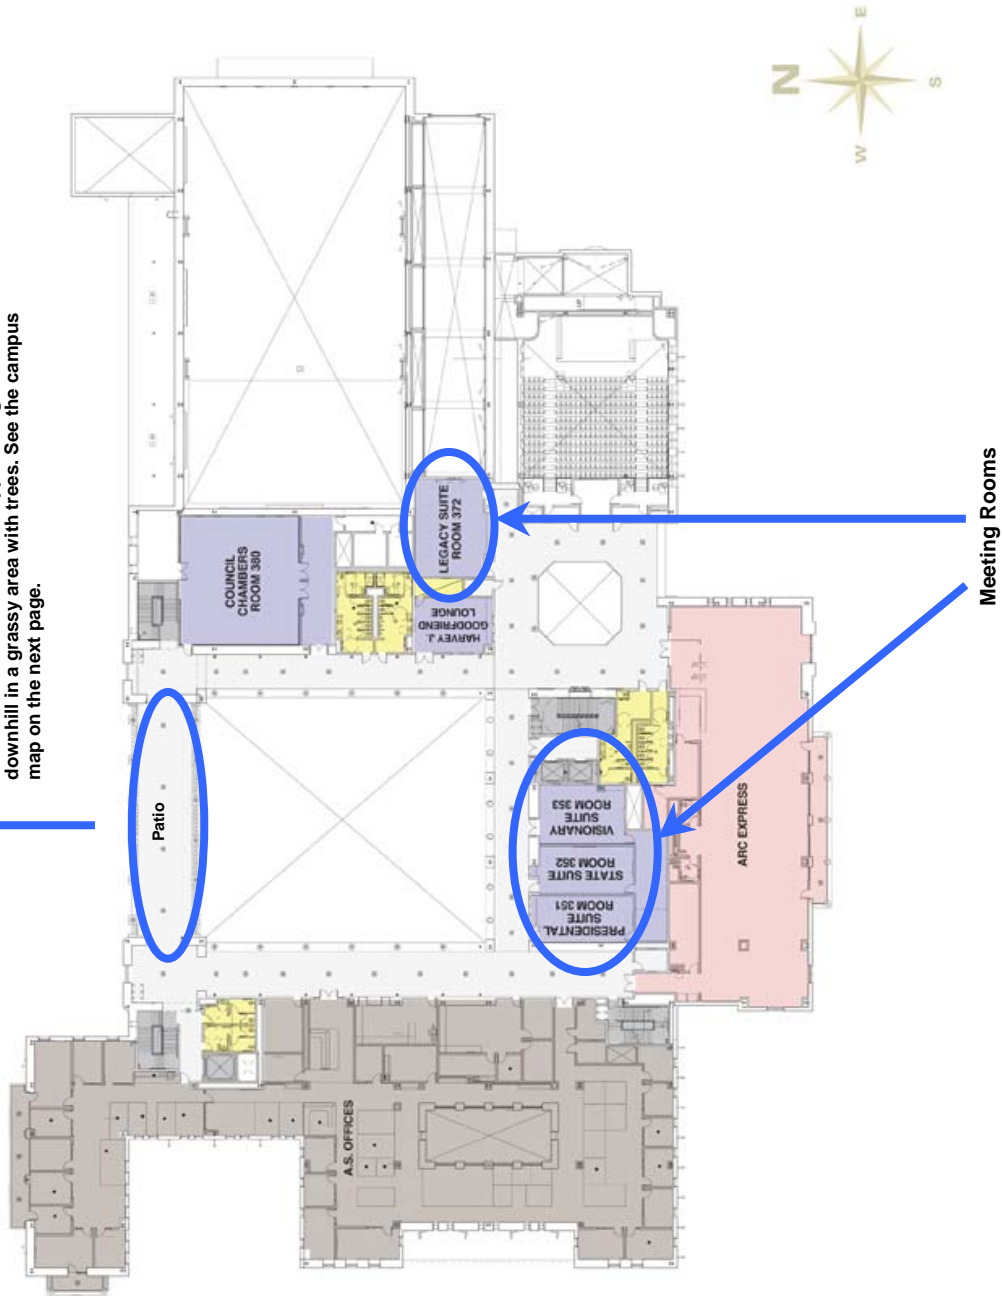 downhill in a grassy area with trees. See the campus
map on the next page.
Patio
COUNCIL
CHAMBERS
ROOM 380
LEGACY SUITE
ROOM 372
HARVEY J.
GOODFRIEND
LOUNGE
VISIONARY
SUITE
ROOM 353
STATE SUITE
ROOM 352
PRESIDENTAL
SUITE
ROOM 351
ARC EXPRESS
A.S. OFFICES
Meeting Rooms
N
E
S
W